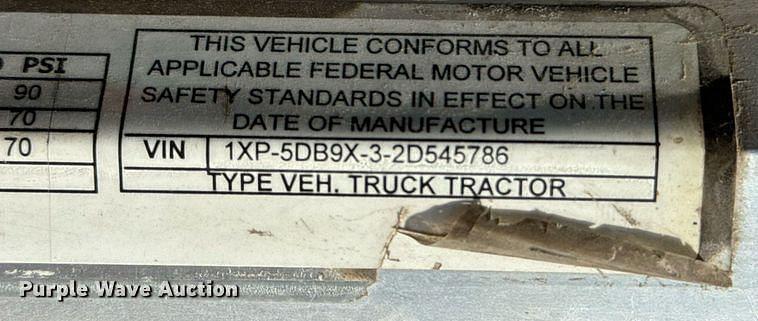 PSI
90
70
70
THIS VEHICLE CONFORMS TO ALL
APPLICABLE FEDERAL MOTOR VEHICLE
SAFETY STANDARDS IN EFFECT ON THE
DATE OF MANUFACTURE
VIN 1XP-5DB9X-3-2D545786
TYPE VEH. TRUCK TRACTOR
Purple Wave Auction